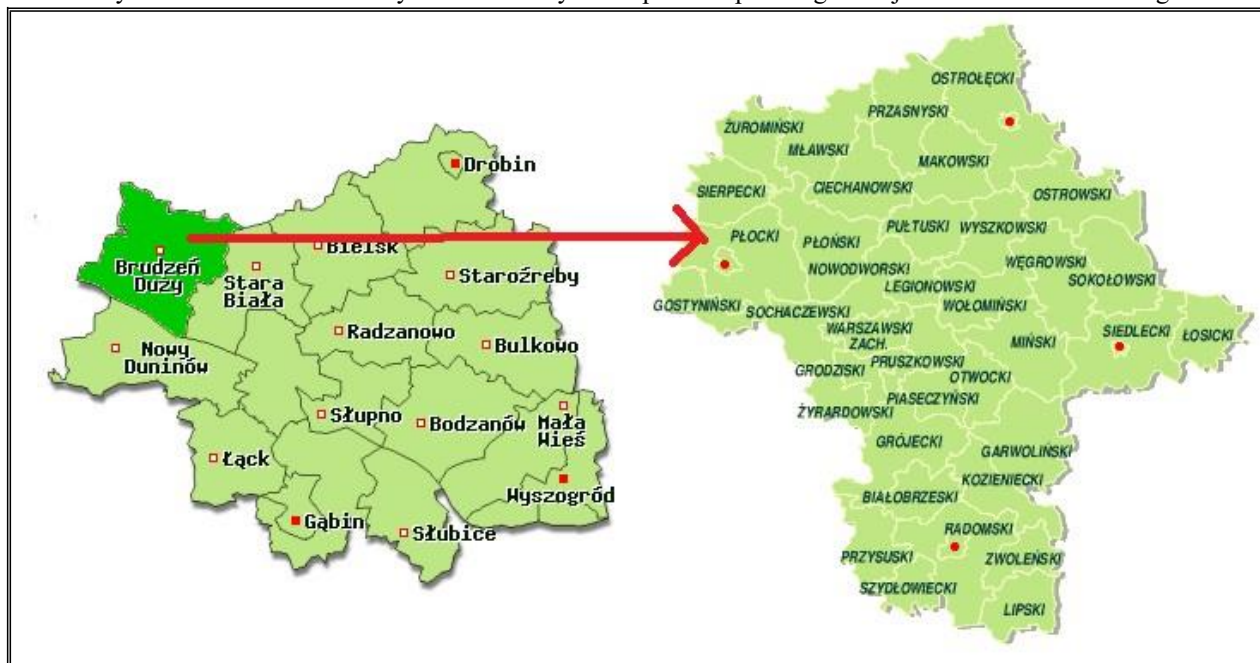 Drobin
Bielsk
Brudzeń
Duży
Stara
Biała
Staroźreby
Radzanowo
Bulkowo
Nowy
Duninów
Słupno
Bodzanów
Mała
Wieś
Łąck
Wyszogród
Gąbin
Słubice
OSTROŁĘCKI
PRZASNYSKI
ŻUROMIŃSKI
MŁAWSKI
MAKOWSKI
SIERPECKI
CIECHANOWSKI
OSTROWSKI
PŁOCKI
PŁOŃSKI
PUŁTUSKI
WYSZKOWSKI
NOWODWORSKI
WĘGROWSKI
SOKOŁOWSKI
LEGIONOWSKI
GOSTYNIŃSKI
SOCHACZEWSKI
WOŁOMIŃSKI
WARSZAWSKI
ZACH.
MIŃSKI
SIEDLECKI
ŁOSICKI
PRUSZKOWSKI
GRODZISKI
OTWOCKI
PIASECZYŃSKI
ŻYRARDOWSKI
GRÓJECKI
GARWOLIŃSKI
KOZIENICKI
BIAŁOBRZESKI
RADOMSKI
PRZYSUSKI
ZWOLEŃSKI
SZYDŁOWIECKI
LIPSKI